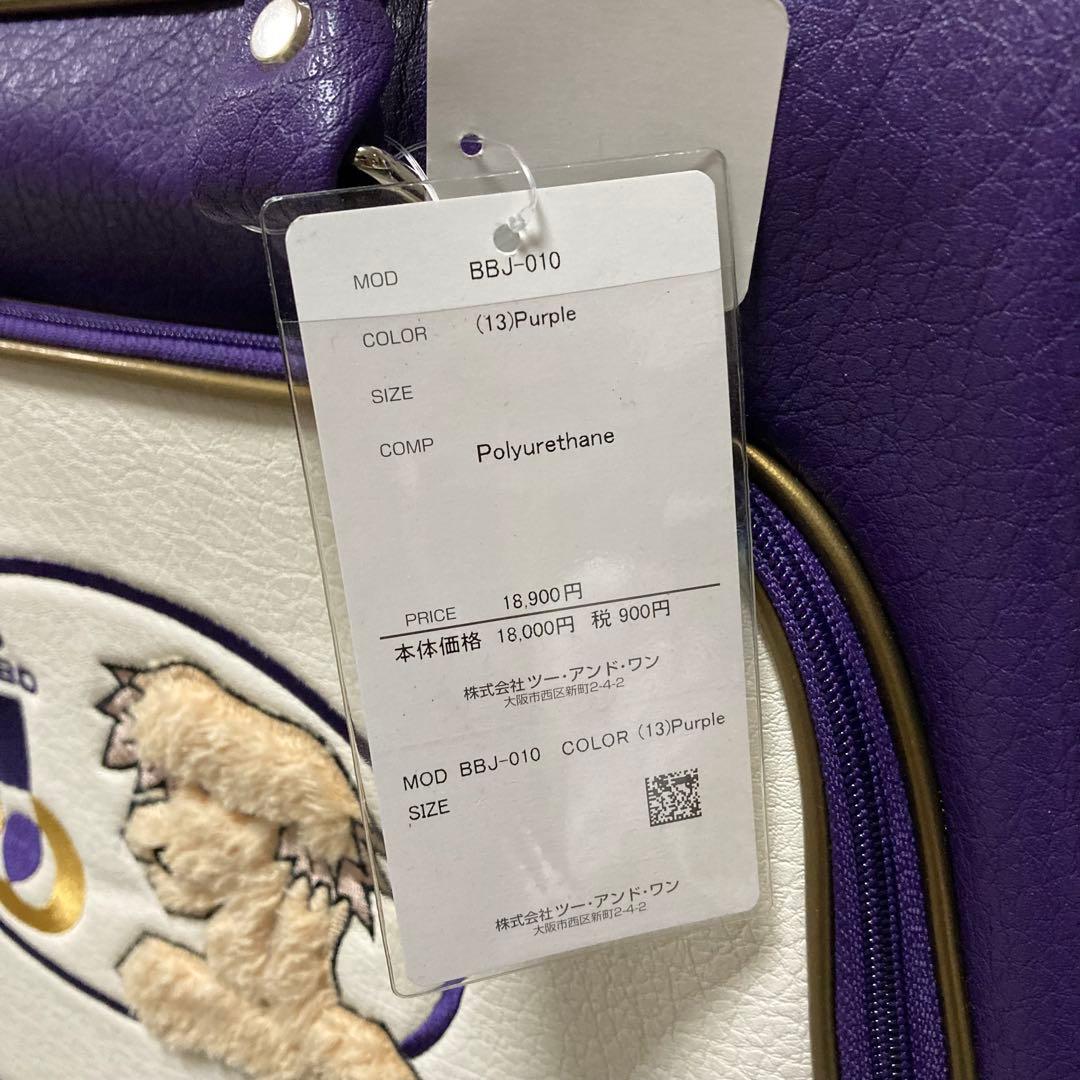 MOD BBJ-010
COLOR (13)Purple
SIZE
COMP Polyurethane
PRICE 18,900円
本体価格 18,000円 税 900円
株式会社ツー・アンド・ワン
大阪市西区新町2-4-2
MOD BBJ-010 COLOR (13)Purple
SIZE
株式会社ツー・アンド・ワン
大阪市西区新町2-4-2